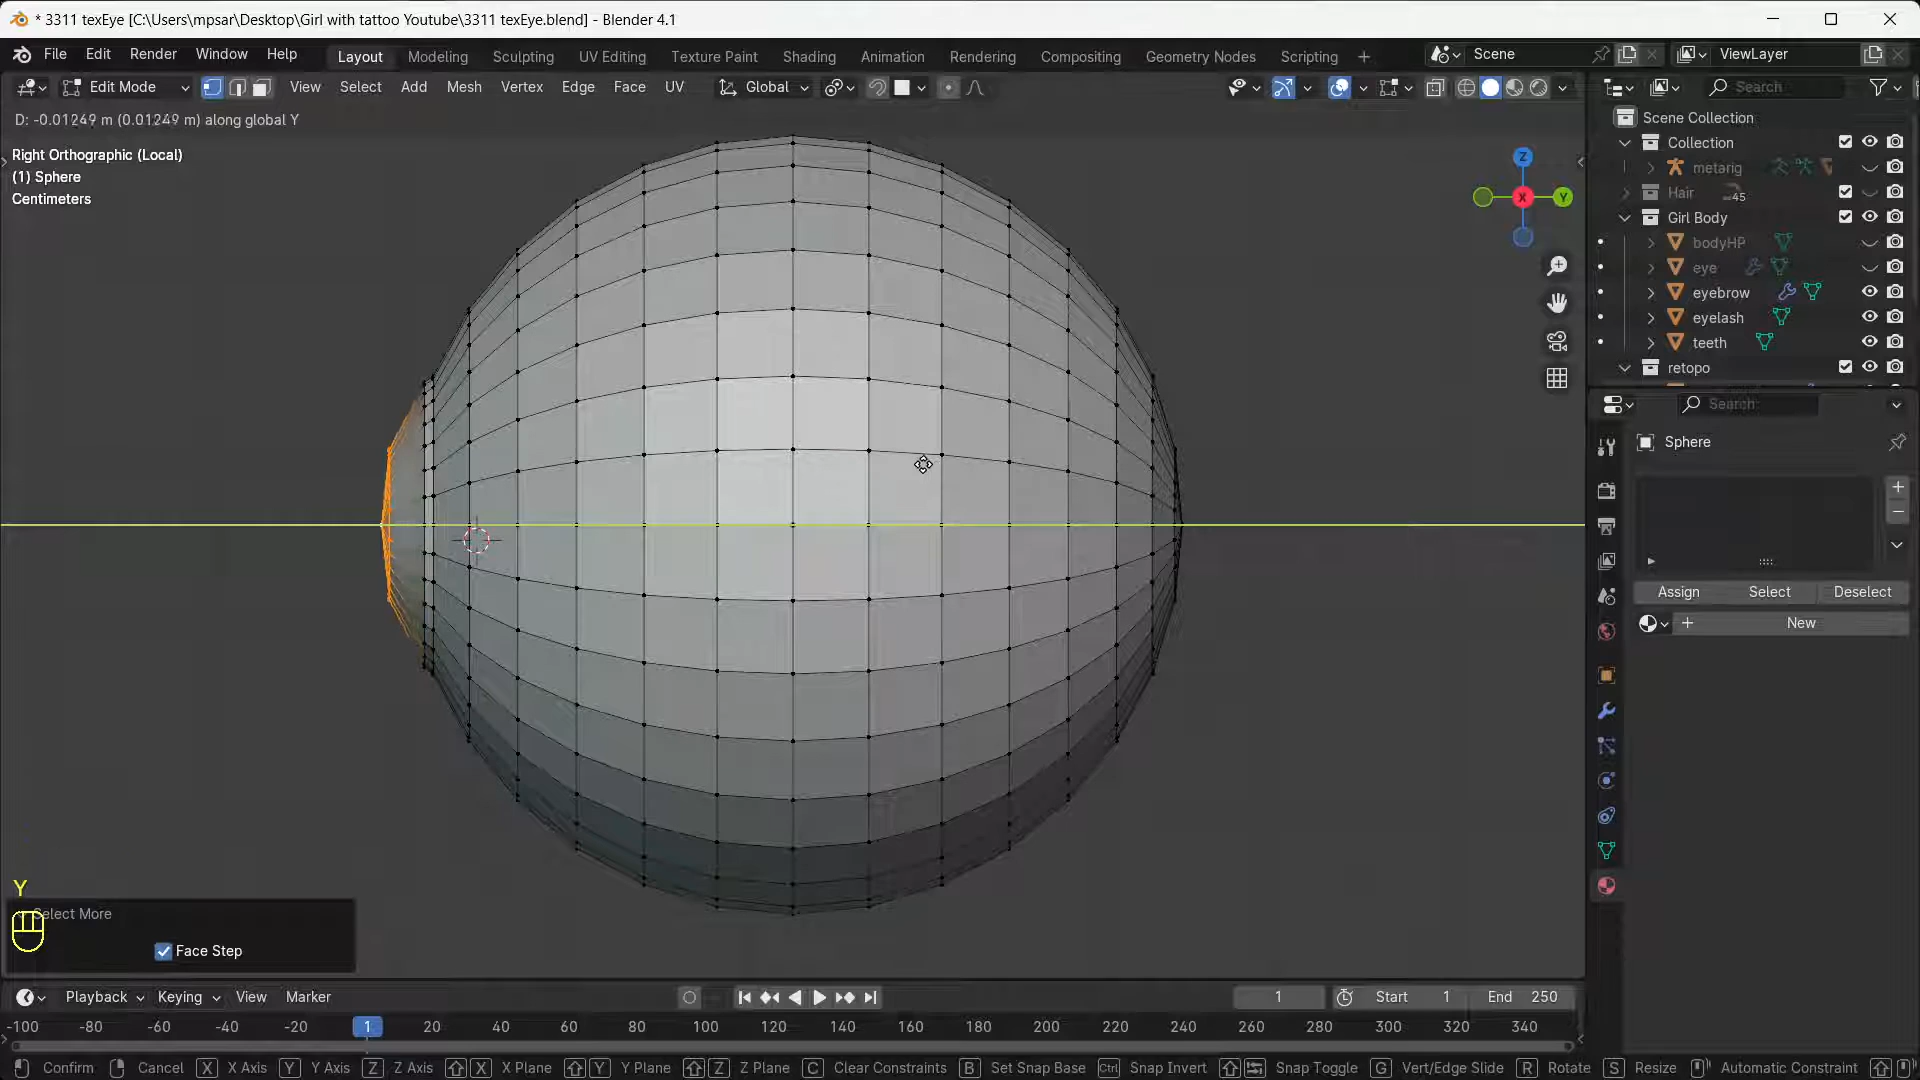 * 3311 texEye [C:\Users\mpsar\Desktop\Girl with tattoo Youtube\3311 texEye.blend] - Blender 4.1
File Edit Render Window Help Layout Modeling Sculpting UV Editing Texture Paint Shading Animation Rendering Compositing Geometry Nodes Scripting + Scene ViewLayer
Edit Mode View Select Add Mesh Vertex Edge Face UV Global Search
D: -0.01249 m (0.01249 m) along global Y
Right Orthographic (Local)
(1) Sphere
Centimeters
Z
X
Y
Scene Collection
Collection
metarig
Hair 45
Girl Body
bodyHP
eye
eyebrow
eyelash
teeth
retopo
Search
Sphere
Assign Select Deselect
New
Y
Select More
Face Step
Playback Keying View Marker 1 Start 1 End 250
-100 -80 -60 -40 -20 1 20 40 60 80 100 120 140 160 180 200 220 240 260 280 300 320 340
Confirm Cancel X X Axis Y Y Axis Z Z Axis X X Plane Y Y Plane Z Z Plane C Clear Constraints B Set Snap Base Ctrl Snap Invert Snap Toggle G Vert/Edge Slide R Rotate S Resize Automatic Constraint